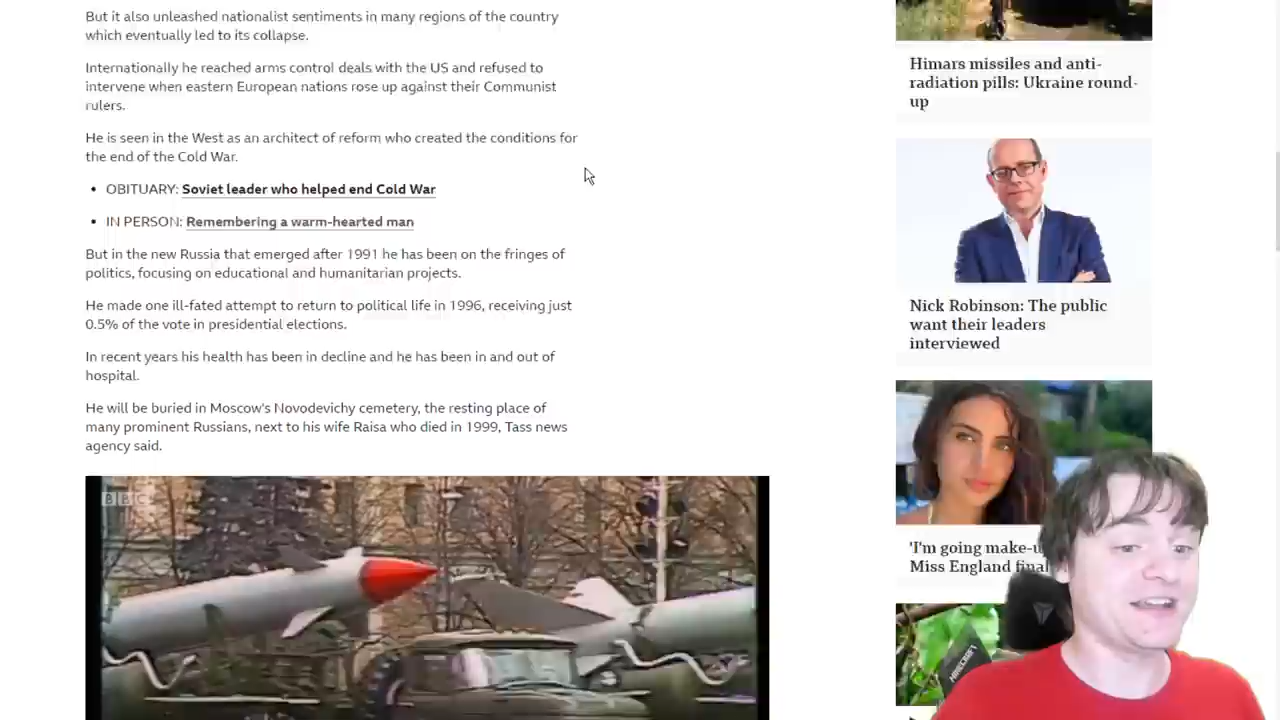 But it also unleashed nationalist sentiments in many regions of the country
which eventually led to its collapse.
Internationally he reached arms control deals with the US and refused to
intervene when eastern European nations rose up against their Communist
rulers.
He is seen in the West as an architect of reform who created the conditions for
the end of the Cold War.
• OBITUARY: Soviet leader who helped end Cold War
• IN PERSON: Remembering a warm-hearted man
But in the new Russia that emerged after 1991 he has been on the fringes of
politics, focusing on educational and humanitarian projects.
He made one ill-fated attempt to return to political life in 1996, receiving just
0.5% of the vote in presidential elections.
In recent years his health has been in decline and he has been in and out of
hospital.
He will be buried in Moscow's Novodevichy cemetery, the resting place of
many prominent Russians, next to his wife Raisa who died in 1999, Tass news
agency said.
BBC
Himars missiles and anti-
radiation pills: Ukraine round-
up
Nick Robinson: The public
want their leaders
interviewed
'I'm going make-u
Miss England final
MINECRAFT